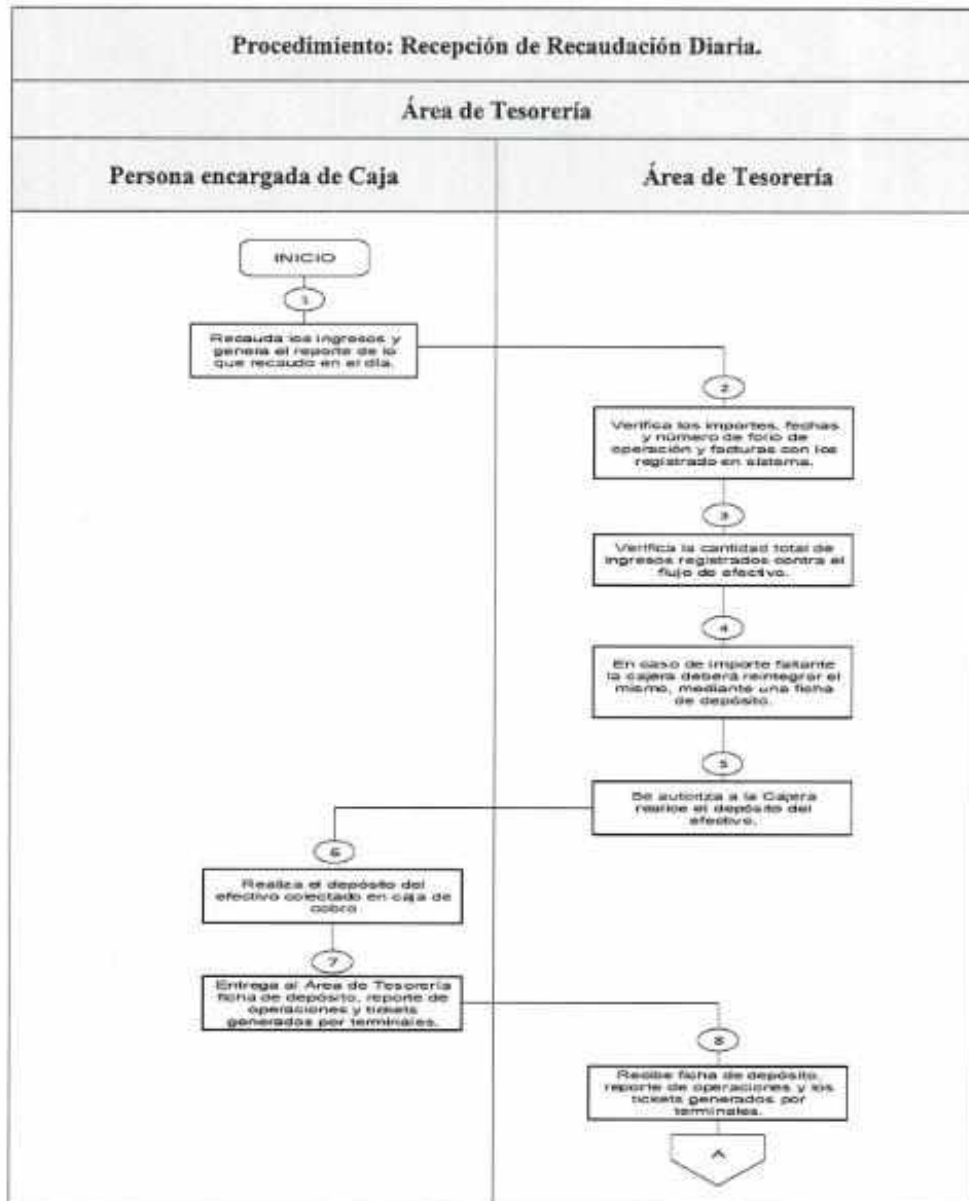 Procedimiento: Recepción de Recaudación Diaria.
Área de Tesorería
Persona encargada de Caja
Área de Tesorería
INICIO
1
Recauda los ingresos y
genera el reporte de lo
que recaudo en el día.
2
Verifica los importes, fechas
y número de folio de
operación y facturas con los
registrado en sistema.
3
Verifica la cantidad total de
ingresos registrados contra el
flujo de efectivo.
4
En caso de importe faltante
la cajera deberá reintegrar el
mismo, mediante una ficha
de depósito.
5
Se autoriza a la Cajera
realice el depósito del
efectivo.
6
Realiza el depósito del
efectivo colectado en caja de
cobro
7
Entrega al Área de Tesorería
ficha de depósito, reporte de
operaciones y tickets
generados por terminales.
8
Recibe ficha de depósito,
reporte de operaciones y los
tickets generados por
terminales.
A